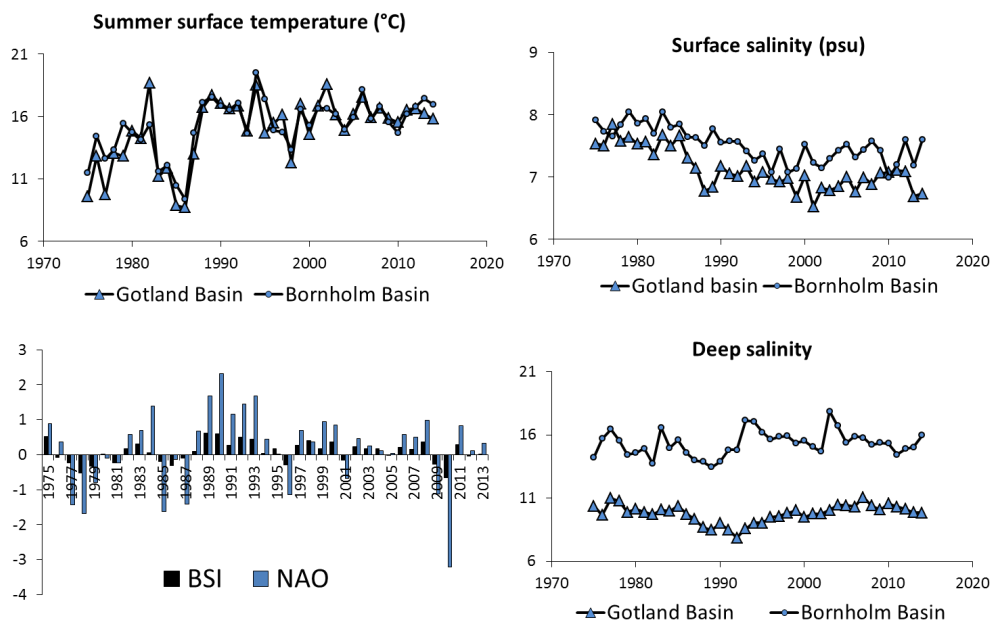 Summer surface temperature (°C)
21
16
11
6
1970 1980 1990 2000 2010 2020
Gotland Basin Bornholm Basin
Surface salinity (psu)
9
8
7
6
1970 1980 1990 2000 2010 2020
Gotland basin Bornholm Basin
3
2
1
0
-1
-2
-3
-4
1975 1977 1979 1981 1983 1985 1987 1989 1991 1993 1995 1997 1999 2001 2003 2005 2007 2009 2011 2013
BSI NAO
Deep salinity
21
16
11
6
1970 1980 1990 2000 2010 2020
Gotland Basin Bornholm Basin